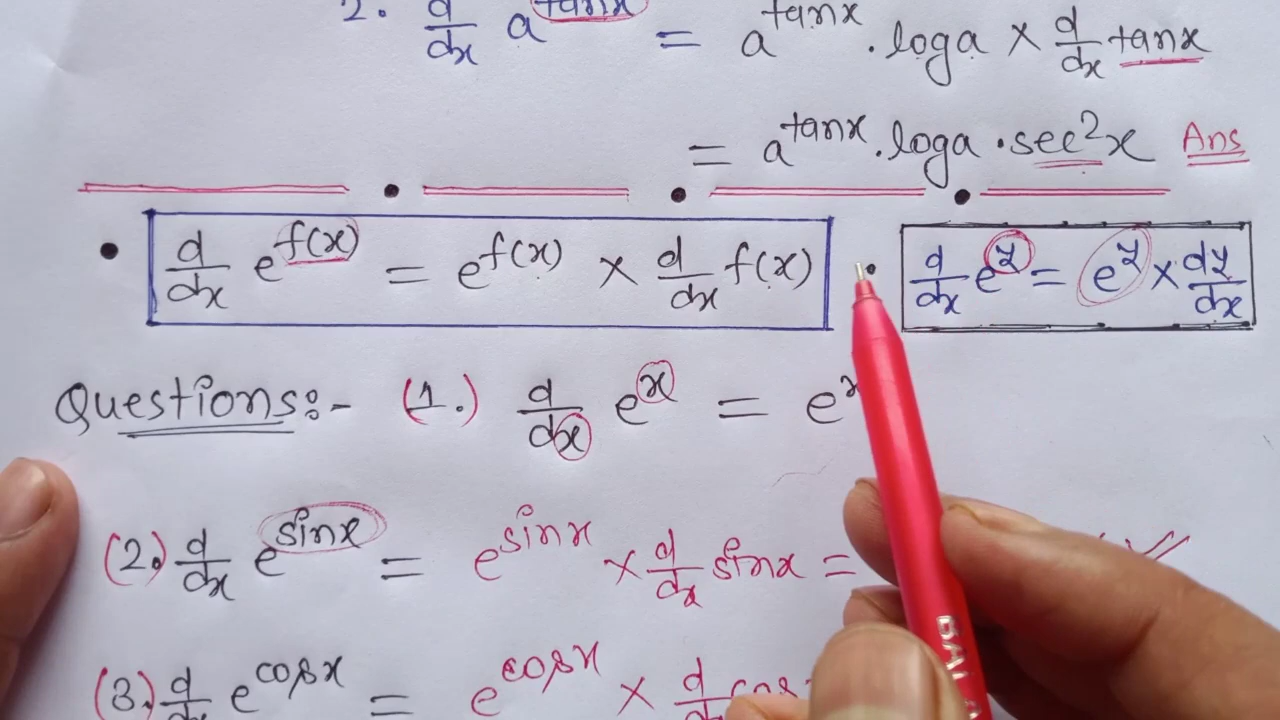 2. d/dx a^tanx = a^tanx . loga × d/dx tanx
= a^tanx . loga . sec²x Ans
• d/dx e^f(x) = e^f(x) × d/dx f(x) • d/dx e^y = e^y × dy/dx
Questions:- (1.) d/dx e^x = e^x
(2.) d/dx e^sinx = e^sinx × d/dx sinx =
(3.) d/dx e^cosx = e^cosx × d/dx cos